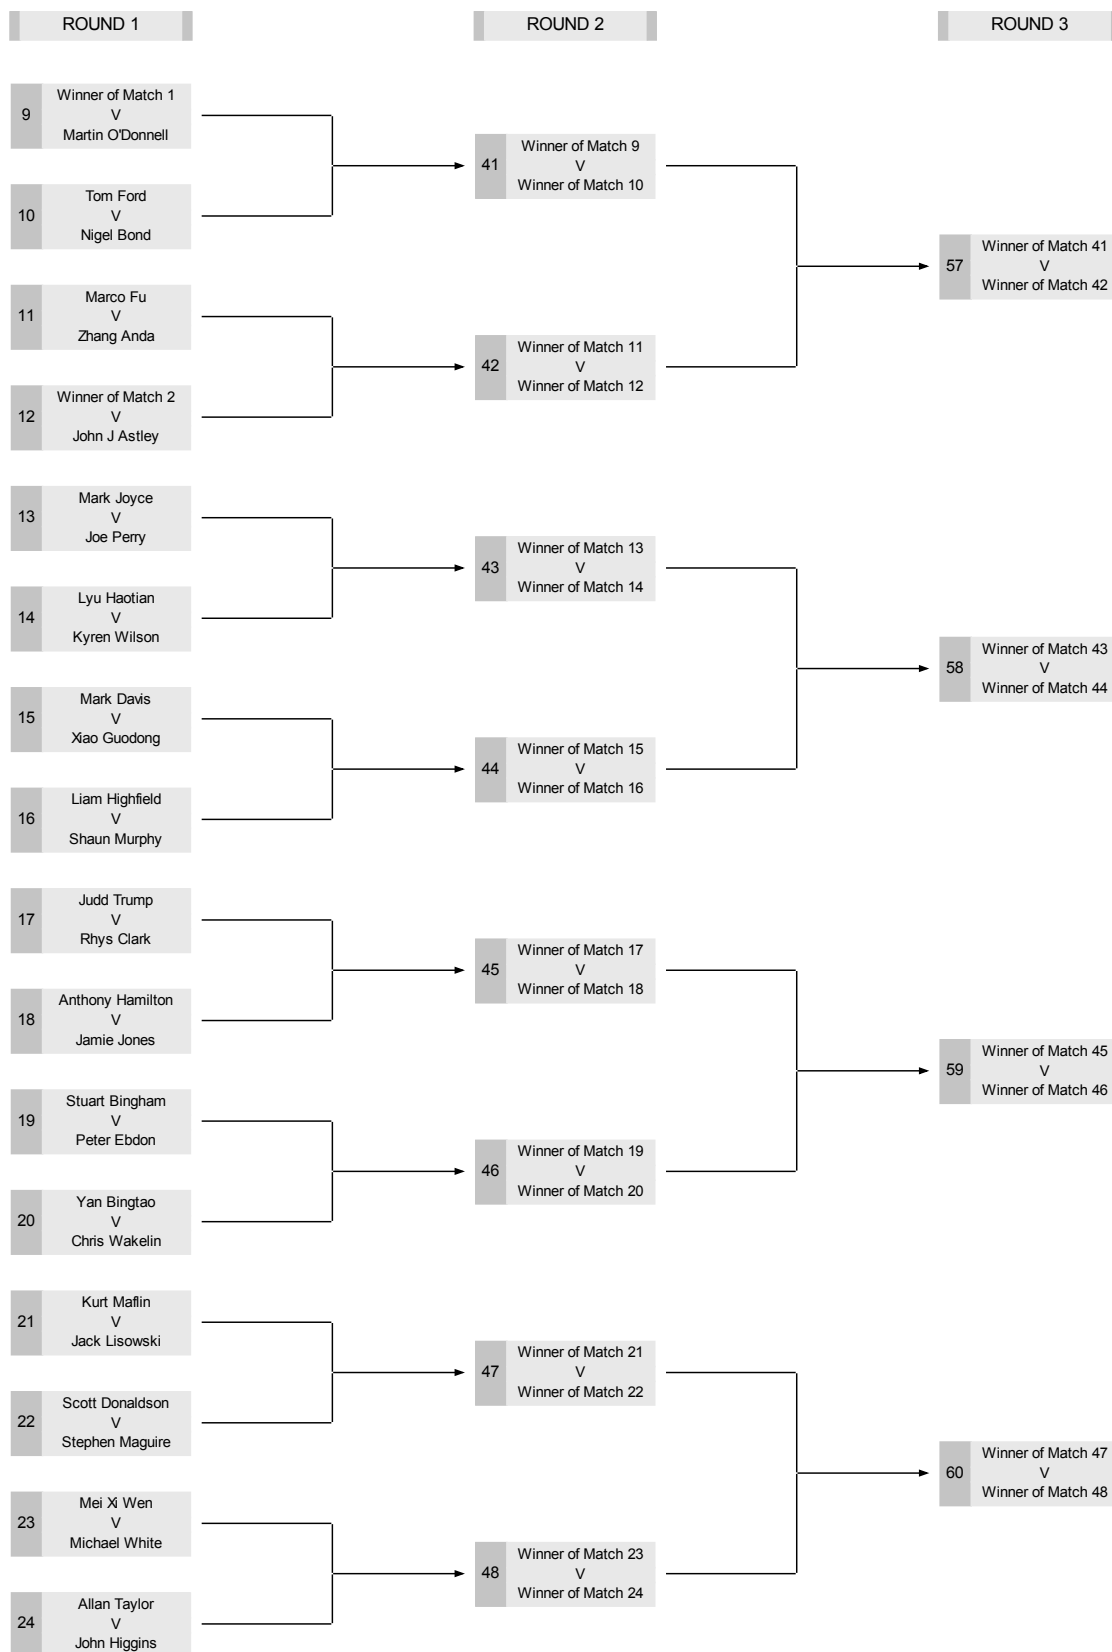 ROUND 1
ROUND 2
ROUND 3
9
Winner of Match 1
V
Martin O'Donnell
10
Tom Ford
V
Nigel Bond
11
Marco Fu
V
Zhang Anda
12
Winner of Match 2
V
John J Astley
13
Mark Joyce
V
Joe Perry
14
Lyu Haotian
V
Kyren Wilson
15
Mark Davis
V
Xiao Guodong
16
Liam Highfield
V
Shaun Murphy
17
Judd Trump
V
Rhys Clark
18
Anthony Hamilton
V
Jamie Jones
19
Stuart Bingham
V
Peter Ebdon
20
Yan Bingtao
V
Chris Wakelin
21
Kurt Maflin
V
Jack Lisowski
22
Scott Donaldson
V
Stephen Maguire
23
Mei Xi Wen
V
Michael White
24
Allan Taylor
V
John Higgins
41
Winner of Match 9
V
Winner of Match 10
42
Winner of Match 11
V
Winner of Match 12
43
Winner of Match 13
V
Winner of Match 14
44
Winner of Match 15
V
Winner of Match 16
45
Winner of Match 17
V
Winner of Match 18
46
Winner of Match 19
V
Winner of Match 20
47
Winner of Match 21
V
Winner of Match 22
48
Winner of Match 23
V
Winner of Match 24
57
Winner of Match 41
V
Winner of Match 42
58
Winner of Match 43
V
Winner of Match 44
59
Winner of Match 45
V
Winner of Match 46
60
Winner of Match 47
V
Winner of Match 48